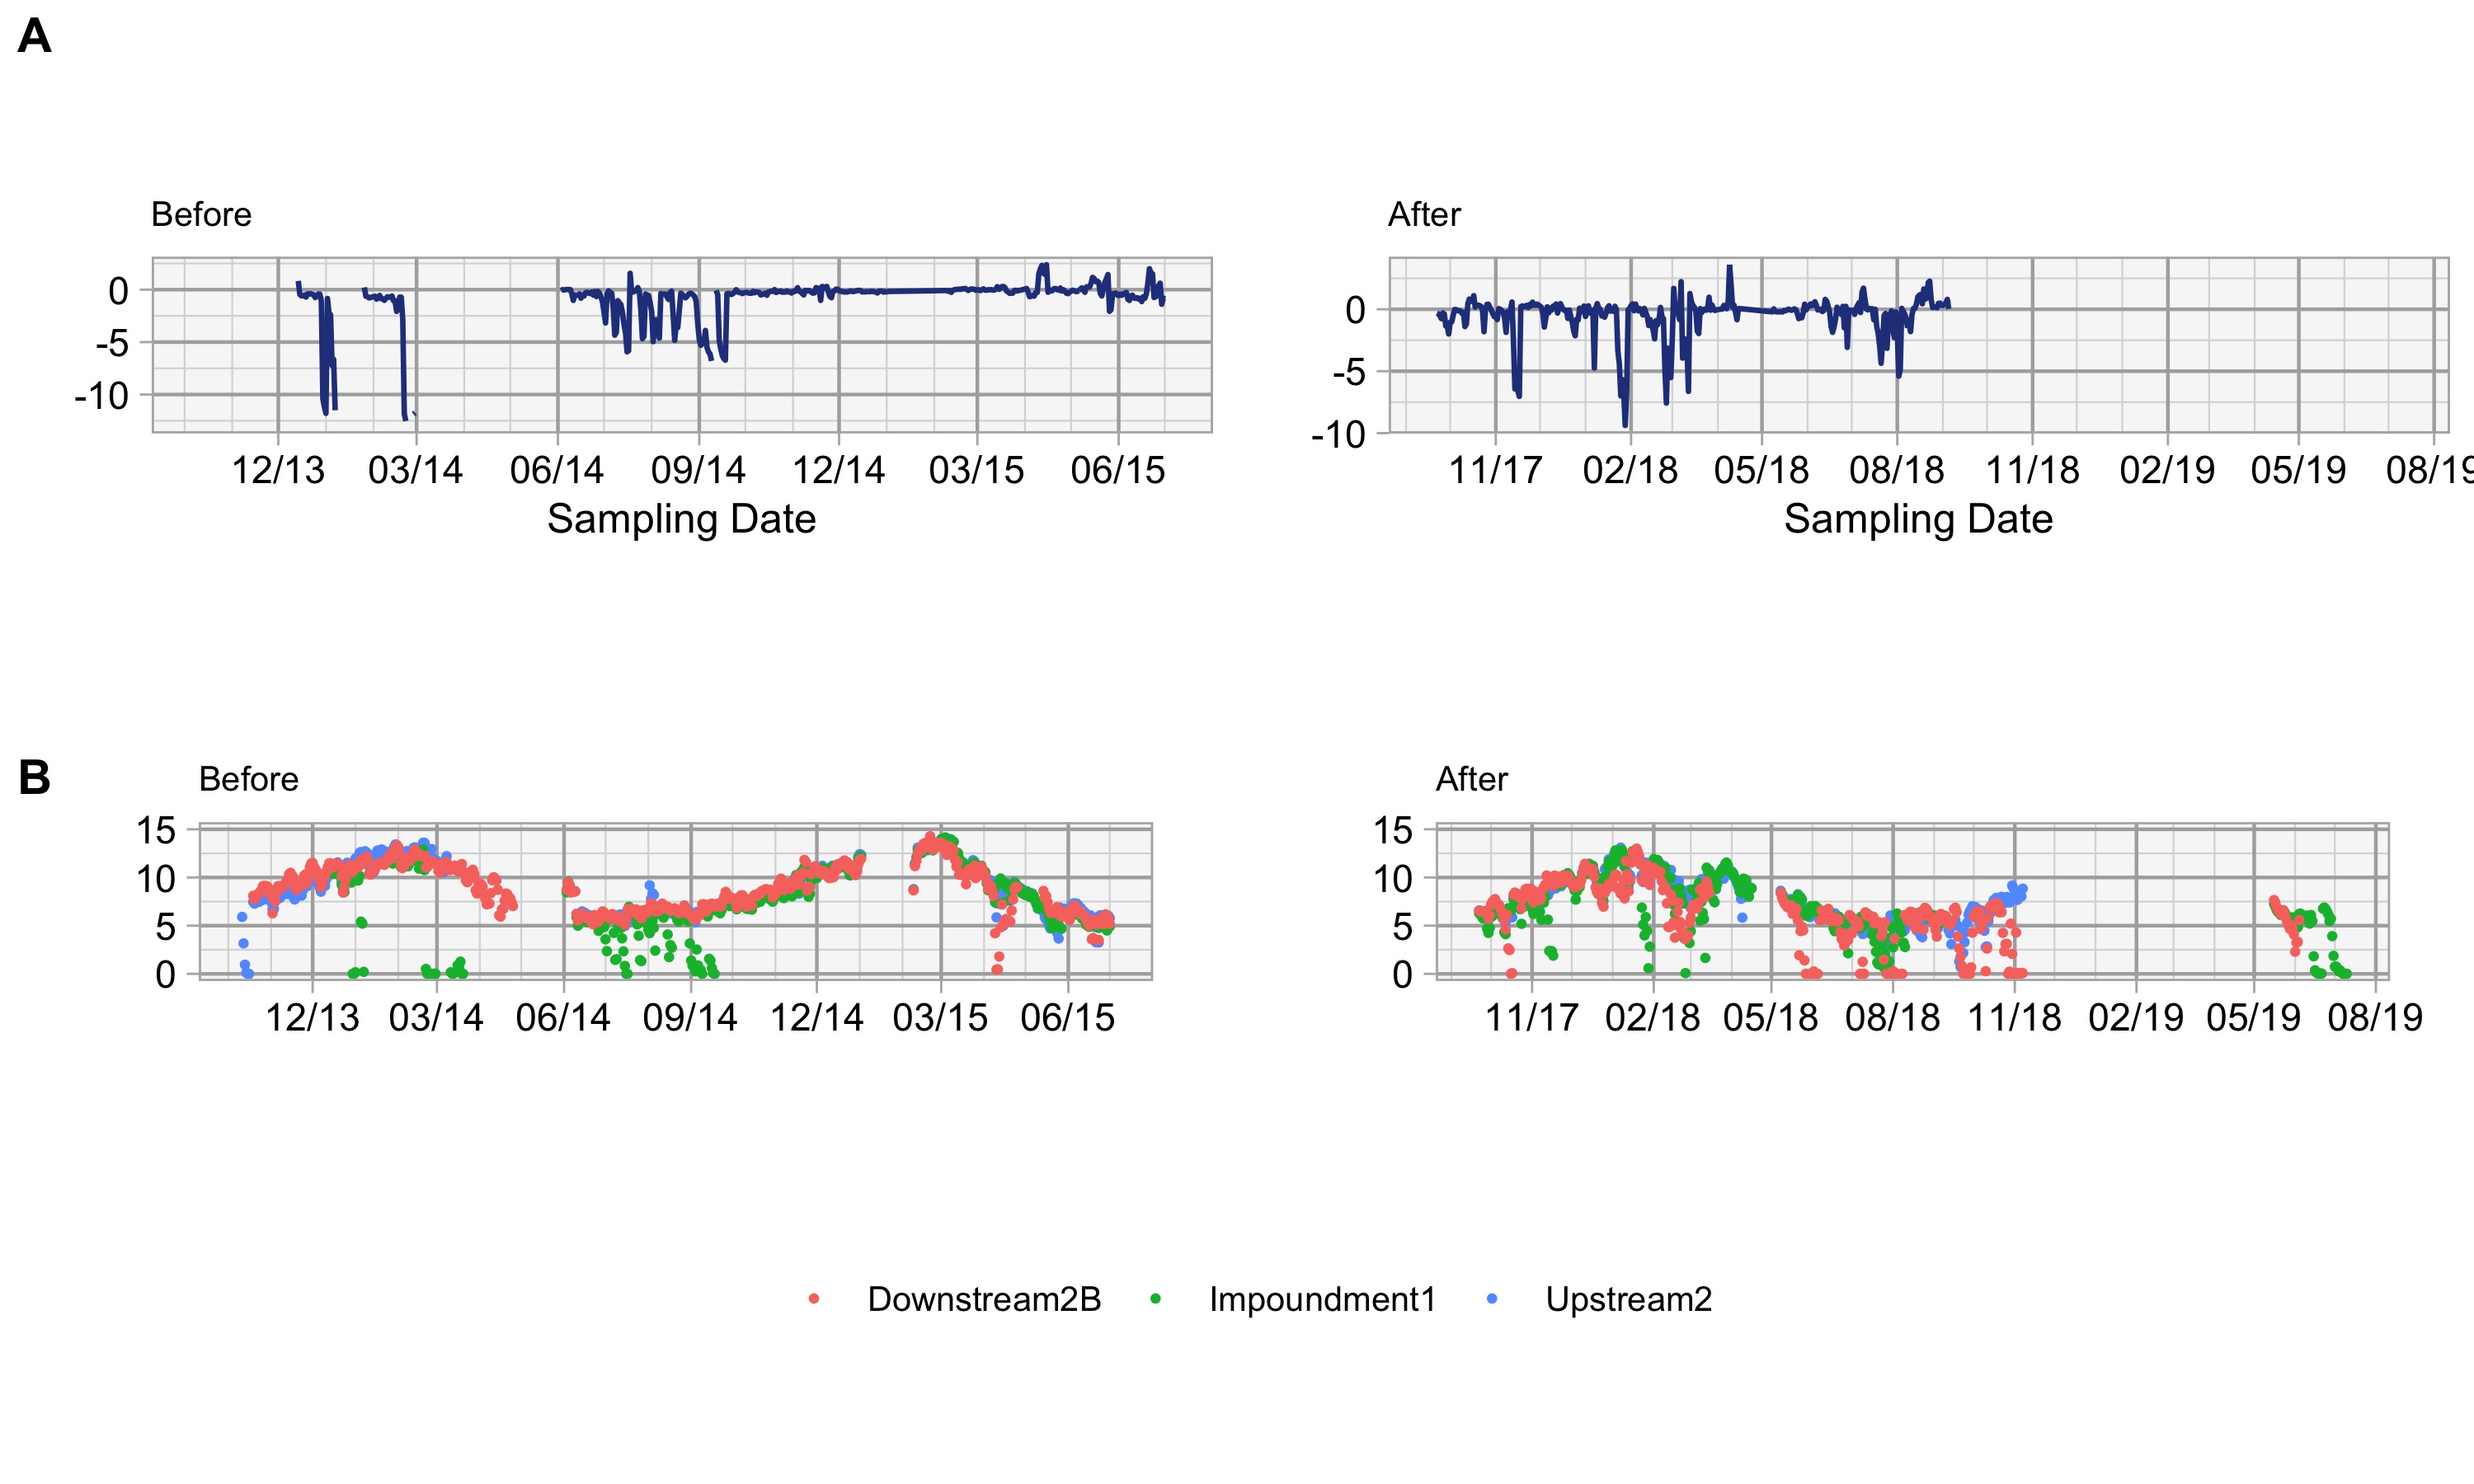 A
Before
After
0
-5
-10
12/13 03/14 06/14 09/14 12/14 03/15 06/15
Sampling Date
0
-5
-10
11/17 02/18 05/18 08/18 11/18 02/19 05/19 08/19
Sampling Date
B
Before
After
15
10
5
0
12/13 03/14 06/14 09/14 12/14 03/15 06/15
15
10
5
0
11/17 02/18 05/18 08/18 11/18 02/19 05/19 08/19
Downstream2B Impoundment1 Upstream2